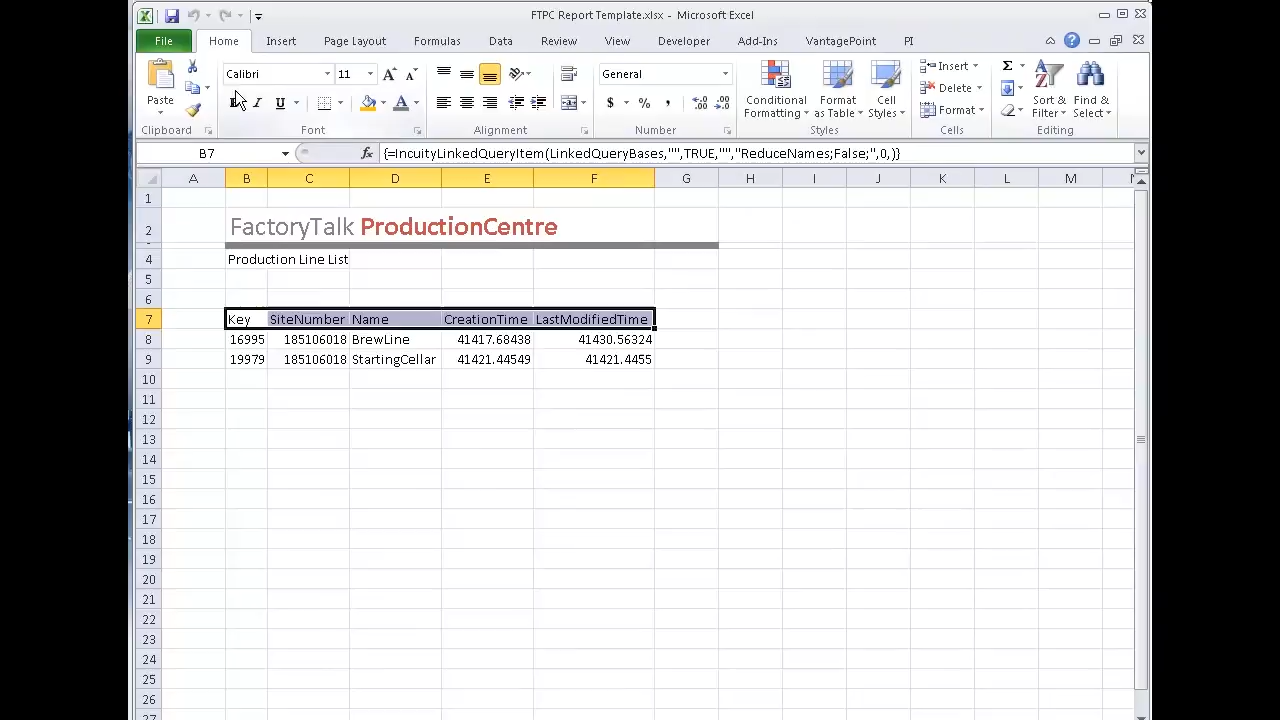 FTPC Report Template.xlsx - Microsoft Excel
File Home Insert Page Layout Formulas Data Revi View Developer Add-Ins VantagePoi PI
Calibri 11 General Insert Σ
Paste B I U A $ % , Conditional Formatting Format as Table Cell Styles Delete Format Sort & Filter Find & Select
Clipboard Font Alignment Number Styles Cells Editing
B7 fx {=IncuityLinkedQueryItem(LinkedQueryBases,"",TRUE,"","ReduceNames;False;",0,)}
A B C D E F G H I J K L M
1
2 FactoryTalk ProductionCentre
4 Production Line List
5
6
7 Key SiteNumber Name CreationTime LastModifiedTime
8 16995 185106018 BrewLine 41417.68438 41430.56324
9 19979 185106018 StartingCellar 41421.44549 41421.4455
10
11
12
13
14
15
16
17
18
19
20
21
22
23
24
25
26
27